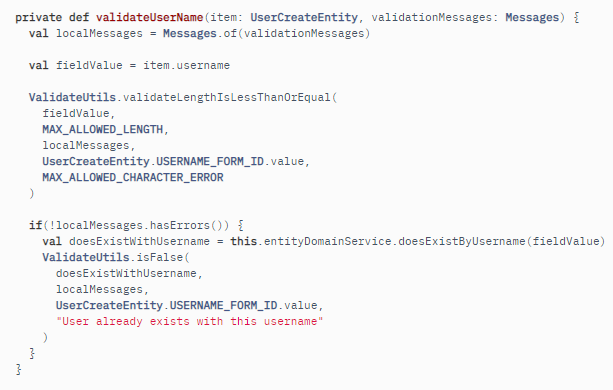 private def validateUserName(item: UserCreateEntity, validationMessages: Messages) {
  val localMessages = Messages.of(validationMessages)

  val fieldValue = item.username

  ValidateUtils.validateLengthIsLessThanOrEqual(
    fieldValue,
    MAX_ALLOWED_LENGTH,
    localMessages,
    UserCreateEntity.USERNAME_FORM_ID.value,
    MAX_ALLOWED_CHARACTER_ERROR
  )

  if(!localMessages.hasErrors()) {
    val doesExistWithUsername = this.entityDomainService.doesExistByUsername(fieldValue)
    ValidateUtils.isFalse(
      doesExistWithUsername,
      localMessages,
      UserCreateEntity.USERNAME_FORM_ID.value,
      "User already exists with this username"
    )
  }
}